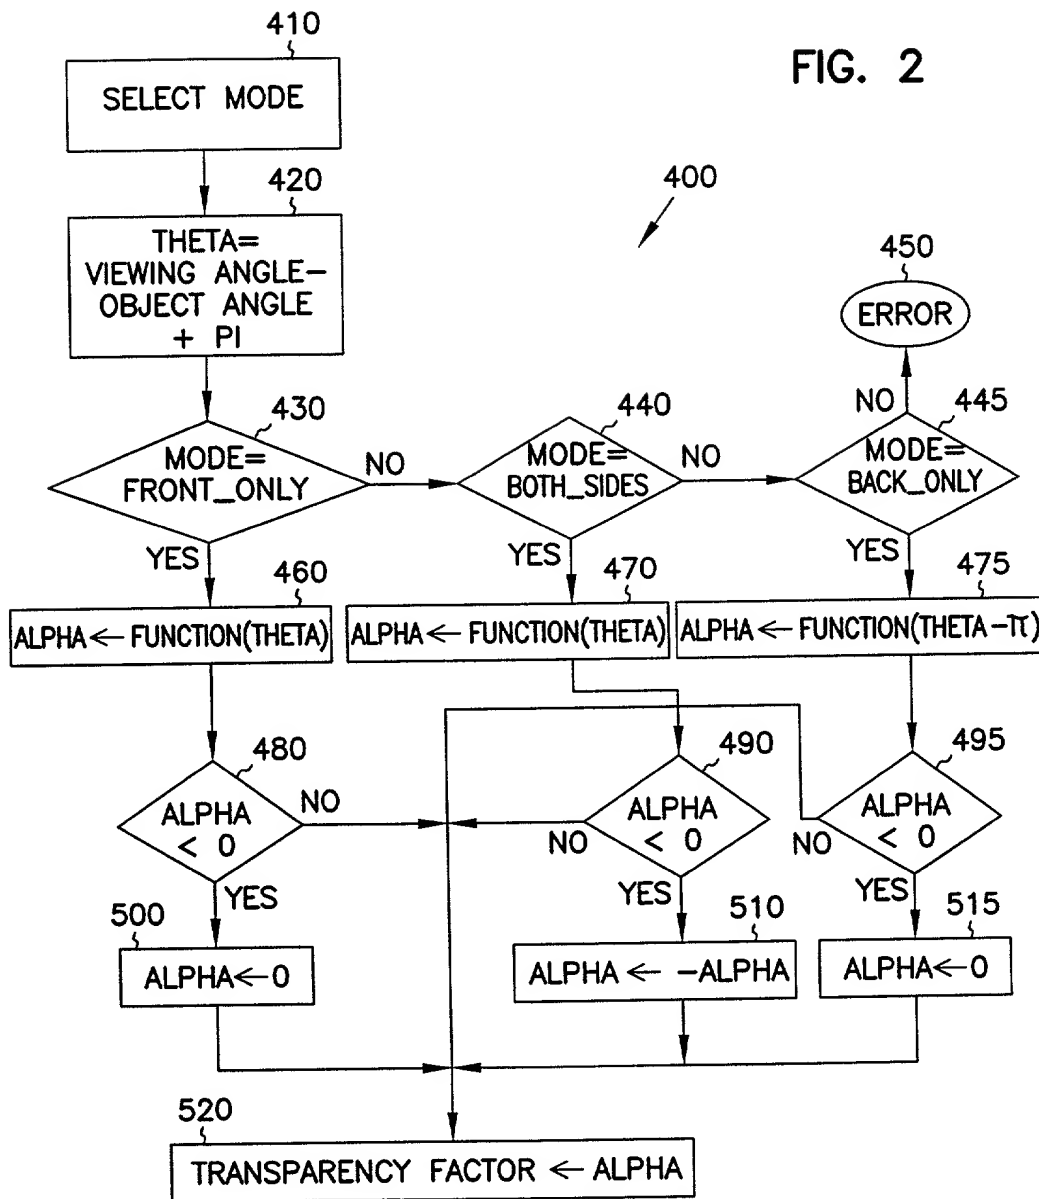 410
FIG. 2
SELECT MODE
420
400
THETA=
VIEWING ANGLE-
OBJECT ANGLE
+ PI
450
ERROR
430
440
NO
445
MODE=
FRONT_ONLY
NO
MODE=
BOTH_SIDES
NO
MODE=
BACK_ONLY
YES
YES
YES
460
470
475
ALPHA ← FUNCTION(THETA)
ALPHA ← FUNCTION(THETA)
ALPHA ← FUNCTION(THETA-π)
480
490
495
ALPHA
< 0
NO
ALPHA
< 0
NO
ALPHA
< 0
NO
YES
YES
YES
500
510
515
ALPHA←0
ALPHA ← -ALPHA
ALPHA←0
520
TRANSPARENCY FACTOR ← ALPHA